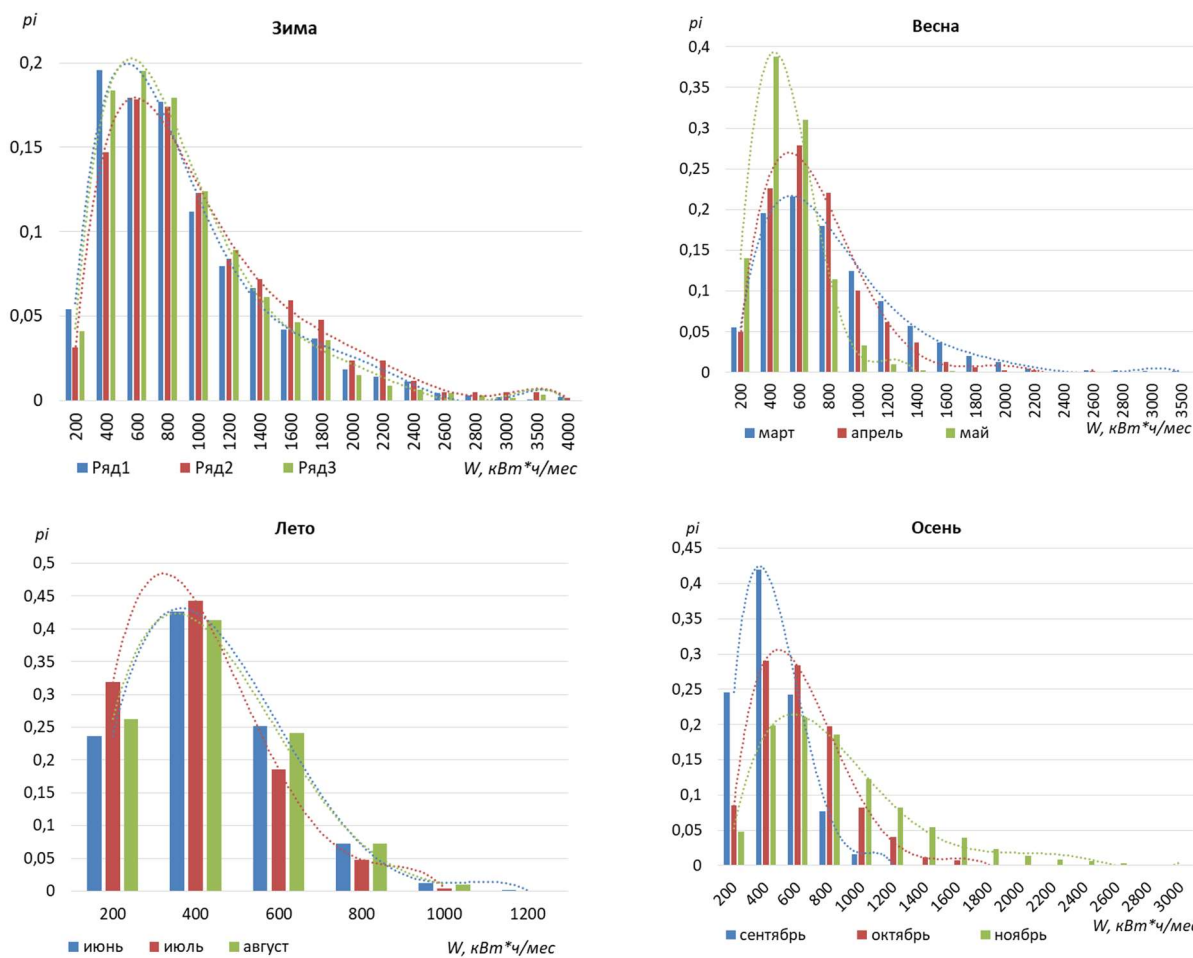 Зима
pi
0,2
0,15
0,1
0,05
0
200 400 600 800 1000 1200 1400 1600 1800 2000 2200 2400 2600 2800 3000 3500 4000
Ряд1 Ряд2 Ряд3 W, кВт*ч/мес
Весна
pi
0,4
0,35
0,3
0,25
0,2
0,15
0,1
0,05
0
200 400 600 800 1000 1200 1400 1600 1800 2000 2200 2400 2600 2800 3000 3500
март апрель май W, кВт*ч/мес
Лето
pi
0,5
0,45
0,4
0,35
0,3
0,25
0,2
0,15
0,1
0,05
0
200 400 600 800 1000 1200
июнь июль август W, кВт*ч/мес
Осень
pi
0,45
0,4
0,35
0,3
0,25
0,2
0,15
0,1
0,05
0
200 400 600 800 1000 1200 1400 1600 1800 2000 2200 2400 2600 2800 3000
сентябрь октябрь ноябрь W, кВт*ч/мес